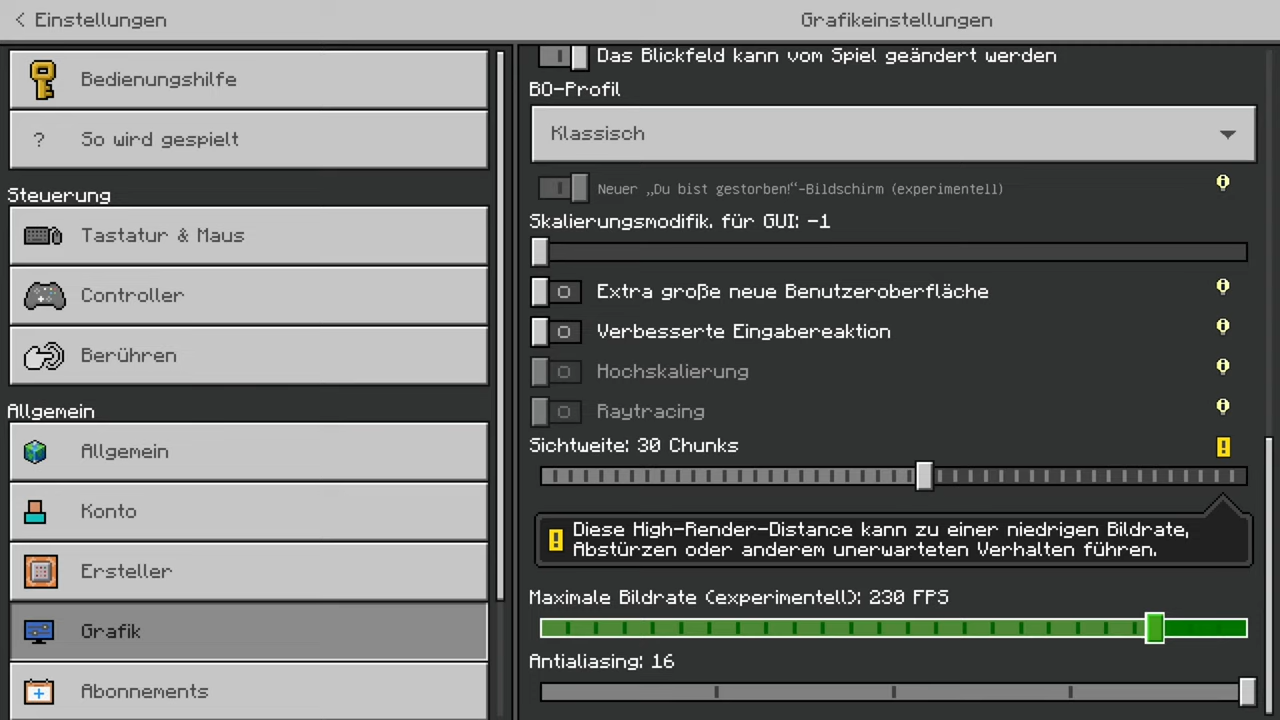 Einstellungen
Grafikeinstellungen
Bedienungshilfe
? So wird gespielt
Steuerung
Tastatur & Maus
Controller
Berühren
Allgemein
Allgemein
Konto
Ersteller
Grafik
Abonnements
Das Blickfeld kann vom Spiel geändert werden
BO-Profil
Klassisch
Neuer „Du bist gestorben!“-Bildschirm (experimentell)
Skalierungsmodifik. für GUI: -1
Extra große neue Benutzeroberfläche
Verbesserte Eingabereaktion
Hochskalierung
Raytracing
Sichtweite: 30 Chunks
Diese High-Render-Distance kann zu einer niedrigen Bildrate,
Abstürzen oder anderem unerwarteten Verhalten führen.
Maximale Bildrate (experimentell): 230 FPS
Antialiasing: 16